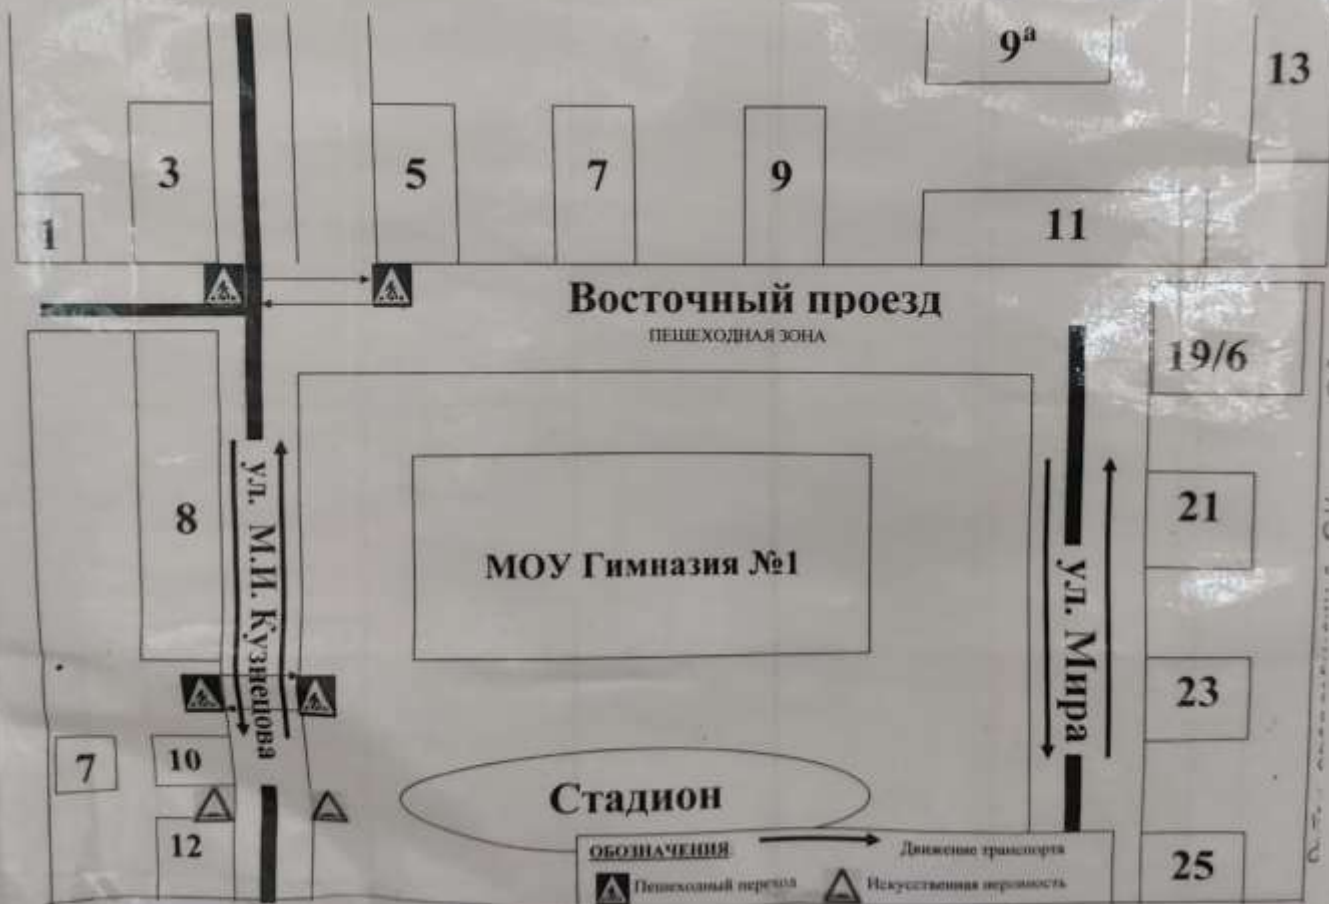 9а
13
3
5
7
9
1
11
Восточный проезд
ПЕШЕХОДНАЯ ЗОНА
19/6
8
ул. М.И. Кузнецова
МОУ Гимназия №1
ул. Мира
21
23
7
10
Стадион
12
ОБОЗНАЧЕНИЯ
Движение транспорта
25
Пешеходный переход
Искусственная неровность